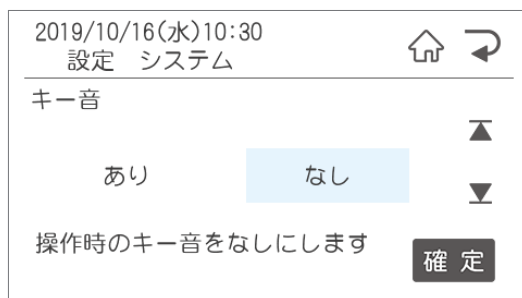 2019/10/16(水)10:30
設定　システム
キー音
あり　なし
操作時のキー音をなしにします
確 定